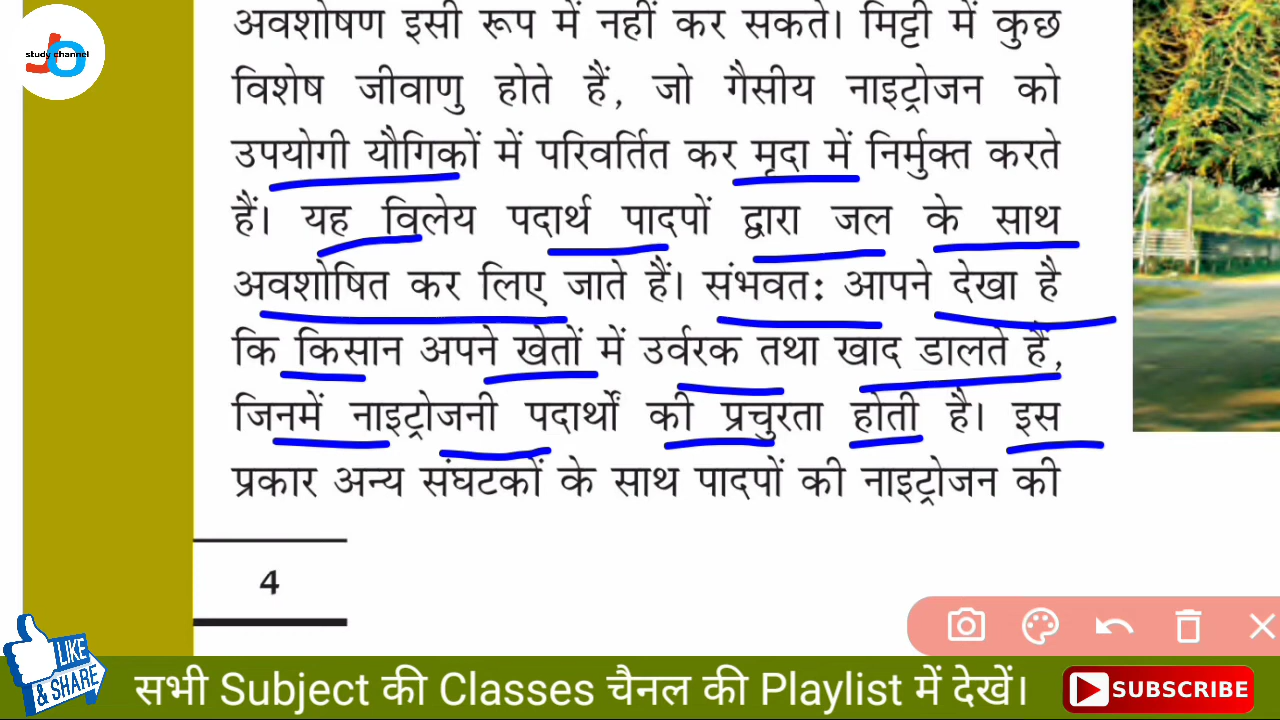 study channel
अवशोषण इसी रूप में नहीं कर सकते। मिट्टी में कुछ
विशेष जीवाणु होते हैं, जो गैसीय नाइट्रोजन को
उपयोगी यौगिकों में परिवर्तित कर मृदा में निर्मुक्त करते
हैं। यह विलेय पदार्थ पादपों द्वारा जल के साथ
अवशोषित कर लिए जाते हैं। संभवतः आपने देखा है
कि किसान अपने खेतों में उर्वरक तथा खाद डालते हैं,
जिनमें नाइट्रोजनी पदार्थों की प्रचुरता होती है। इस
प्रकार अन्य संघटकों के साथ पादपों की नाइट्रोजन की
4
LIKE
& SHARE
सभी Subject की Classes चैनल की Playlist में देखें।
SUBSCRIBE